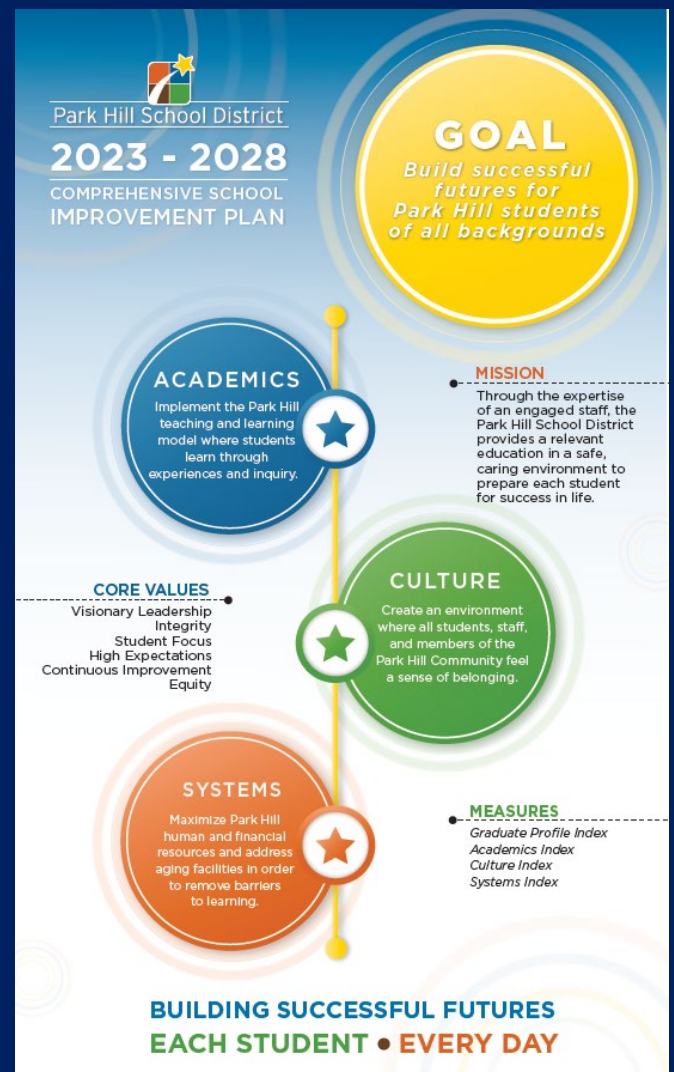 Park Hill School District
2023 - 2028
COMPREHENSIVE SCHOOL
IMPROVEMENT PLAN
GOAL
Build successful
futures for
Park Hill students
of all backgrounds
ACADEMICS
Implement the Park Hill
teaching and learning
model where students
learn through
experiences and inquiry.
MISSION
Through the expertise
of an engaged staff, the
Park Hill School District
provides a relevant
education in a safe,
caring environment to
prepare each student
for success in life.
CORE VALUES
Visionary Leadership
Integrity
Student Focus
High Expectations
Continuous Improvement
Equity
CULTURE
Create an environment
where all students, staff,
and members of the
Park Hill Community feel
a sense of belonging.
SYSTEMS
Maximize Park Hill
human and financial
resources and address
aging facilities in order
to remove barriers
to learning.
MEASURES
Graduate Profile Index
Academics Index
Culture Index
Systems Index
BUILDING SUCCESSFUL FUTURES
EACH STUDENT • EVERY DAY